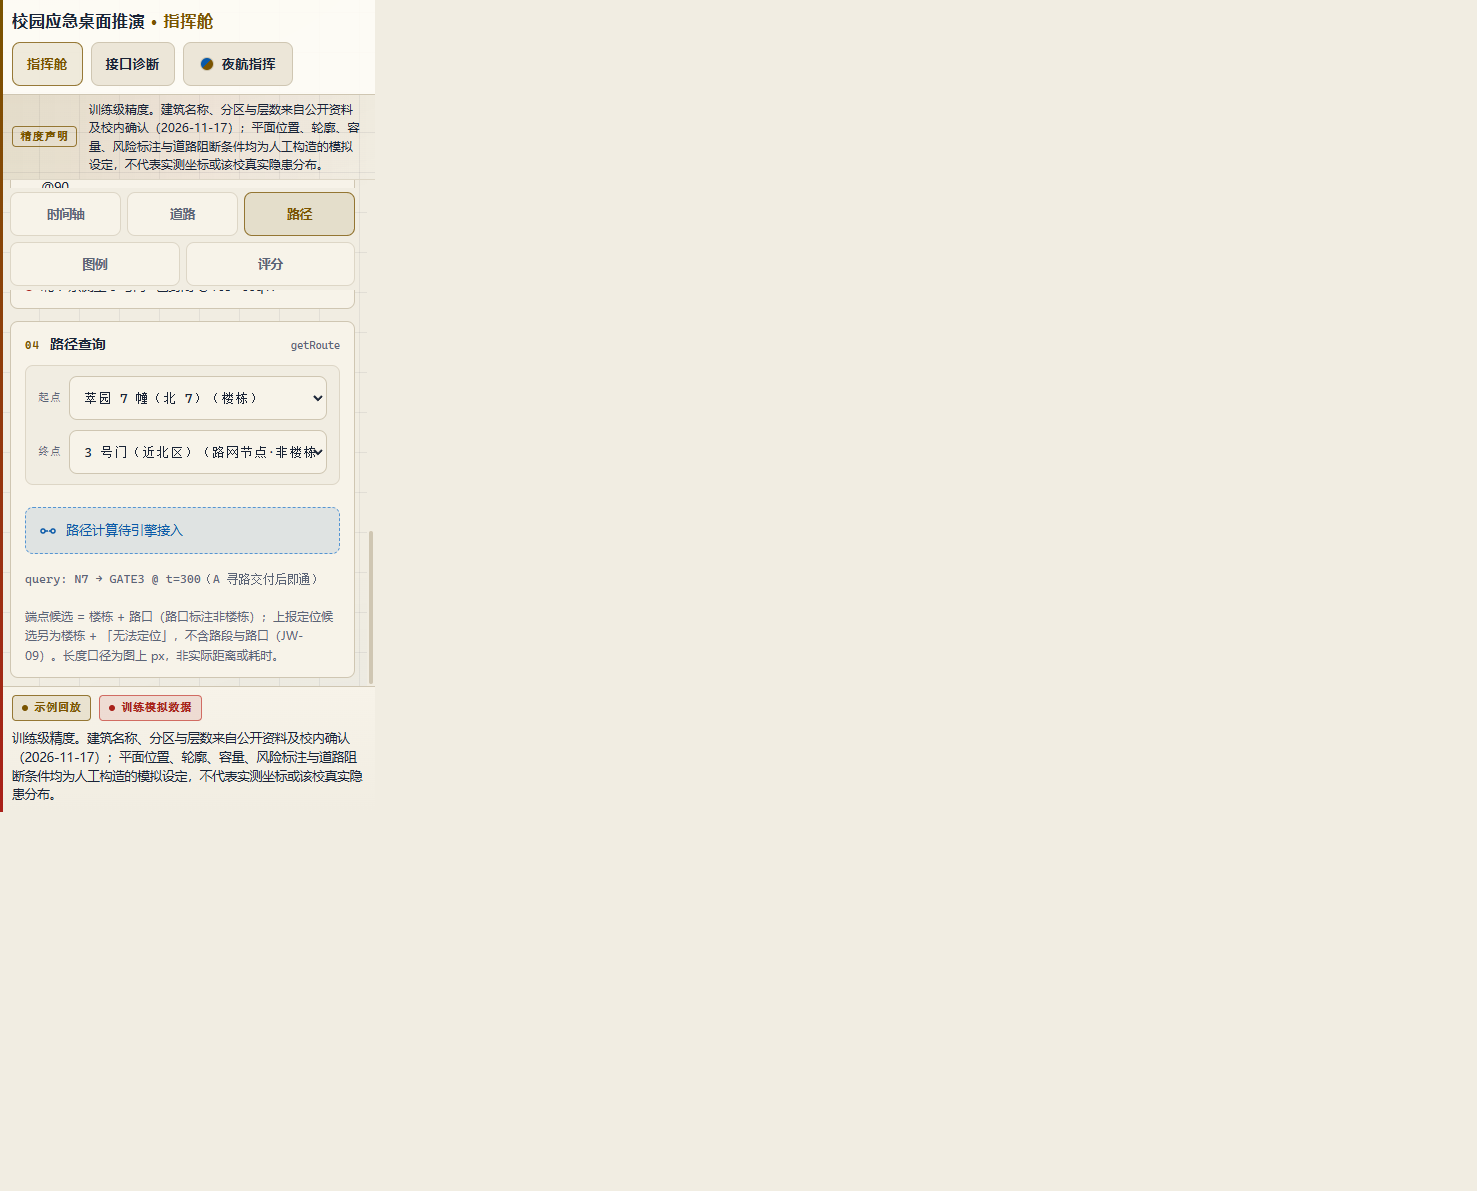 校园应急桌面推演 • 指挥舱
指挥舱 接口诊断 夜航指挥
精度声明
训练级精度。建筑名称、分区与层数来自公开资料
及校内确认（2026-11-17）；平面位置、轮廓、容
量、风险标注与道路阻断条件均为人工构造的模拟
设定，不代表实测坐标或该校真实隐患分布。
@90
时间轴 道路 路径
图例 评分
04 路径查询 getRoute
起点 萃园 7 幢（北 7）（楼栋）
终点 3 号门（近北区）（路网节点·非楼栋
路径计算待引擎接入
query: N7 → GATE3 @ t=300（A 寻路交付后即通）
端点候选 = 楼栋 + 路口（路口标注非楼栋）；上报定位候
选另为楼栋 + 「无法定位」，不含路段与路口（JW-
09）。长度口径为图上 px，非实际距离或耗时。
示例回放 训练模拟数据
训练级精度。建筑名称、分区与层数来自公开资料及校内确认
（2026-11-17）；平面位置、轮廓、容量、风险标注与道路阻
断条件均为人工构造的模拟设定，不代表实测坐标或该校真实隐
患分布。